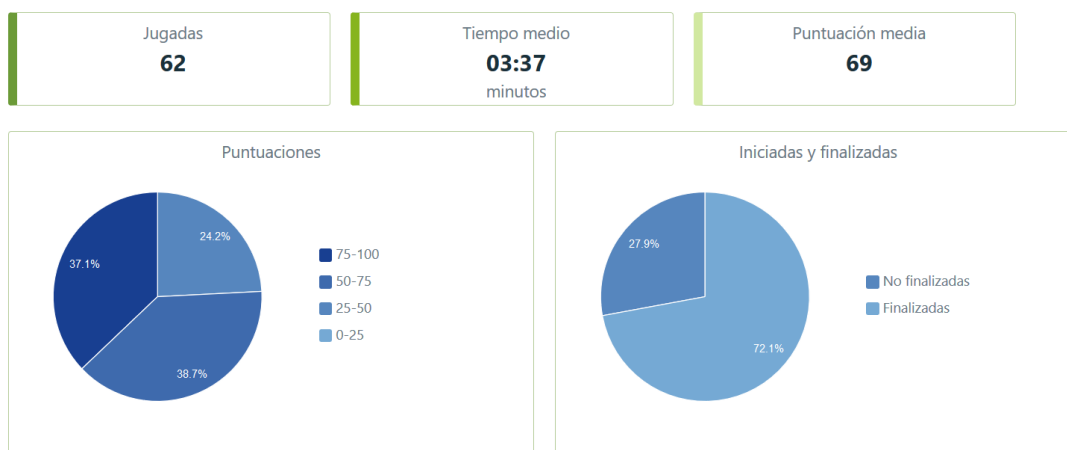 Jugadas
62
Tiempo medio
03:37
minutos
Puntuación media
69
Puntuaciones
24.2%
37.1%
38.7%
75-100
50-75
25-50
0-25
Iniciadas y finalizadas
27.9%
72.1%
No finalizadas
Finalizadas